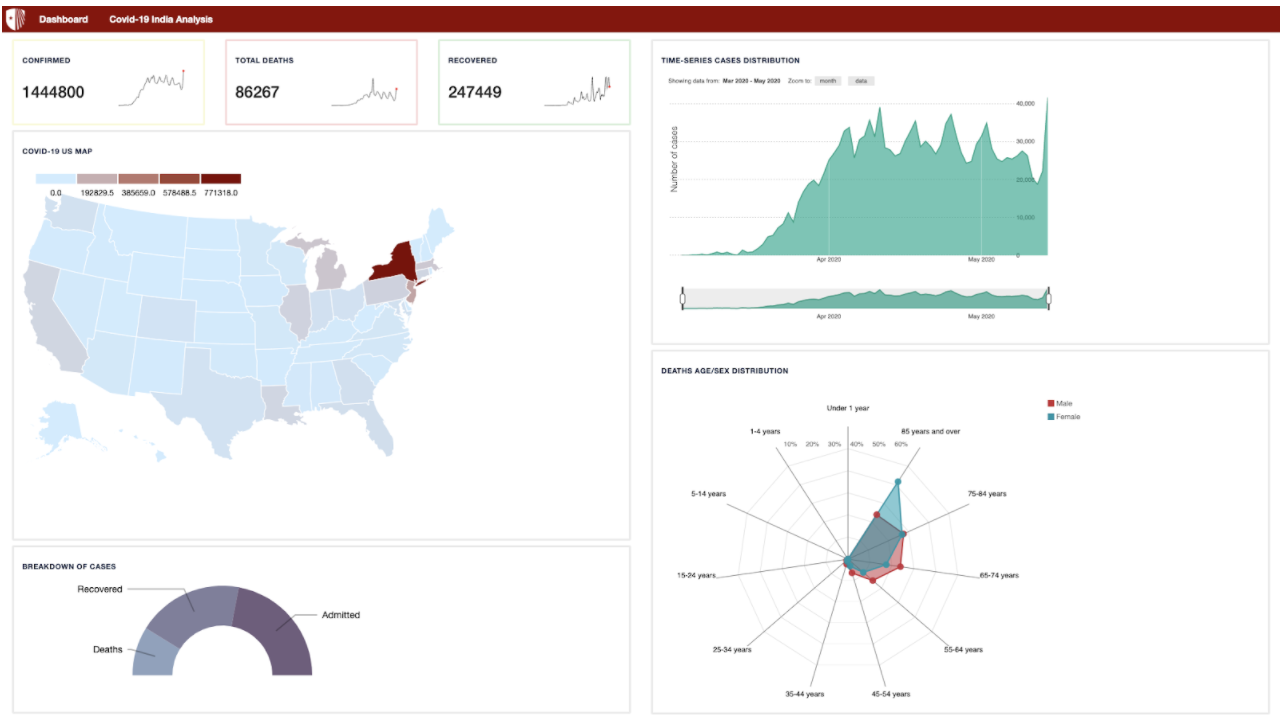 Dashboard Covid-19 India Analysis
CONFIRMED
1444800
TOTAL DEATHS
86267
RECOVERED
247449
COVID-19 US MAP
0.0 192829.5 385659.0 578488.5 771318.0
BREAKDOWN OF CASES
Recovered
Admitted
Deaths
TIME-SERIES CASES DISTRIBUTION
Showing data from: Mar 2020 - May 2020 Zoom to: month data
Number of cases
40,000
30,000
20,000
10,000
0
Apr 2020 May 2020
Apr 2020 May 2020
DEATHS AGE/SEX DISTRIBUTION
Male
Female
Under 1 year
1-4 years
85 years and over
10% 20% 30% 40% 50% 60%
5-14 years
75-84 years
15-24 years
65-74 years
25-34 years
55-64 years
35-44 years
45-54 years